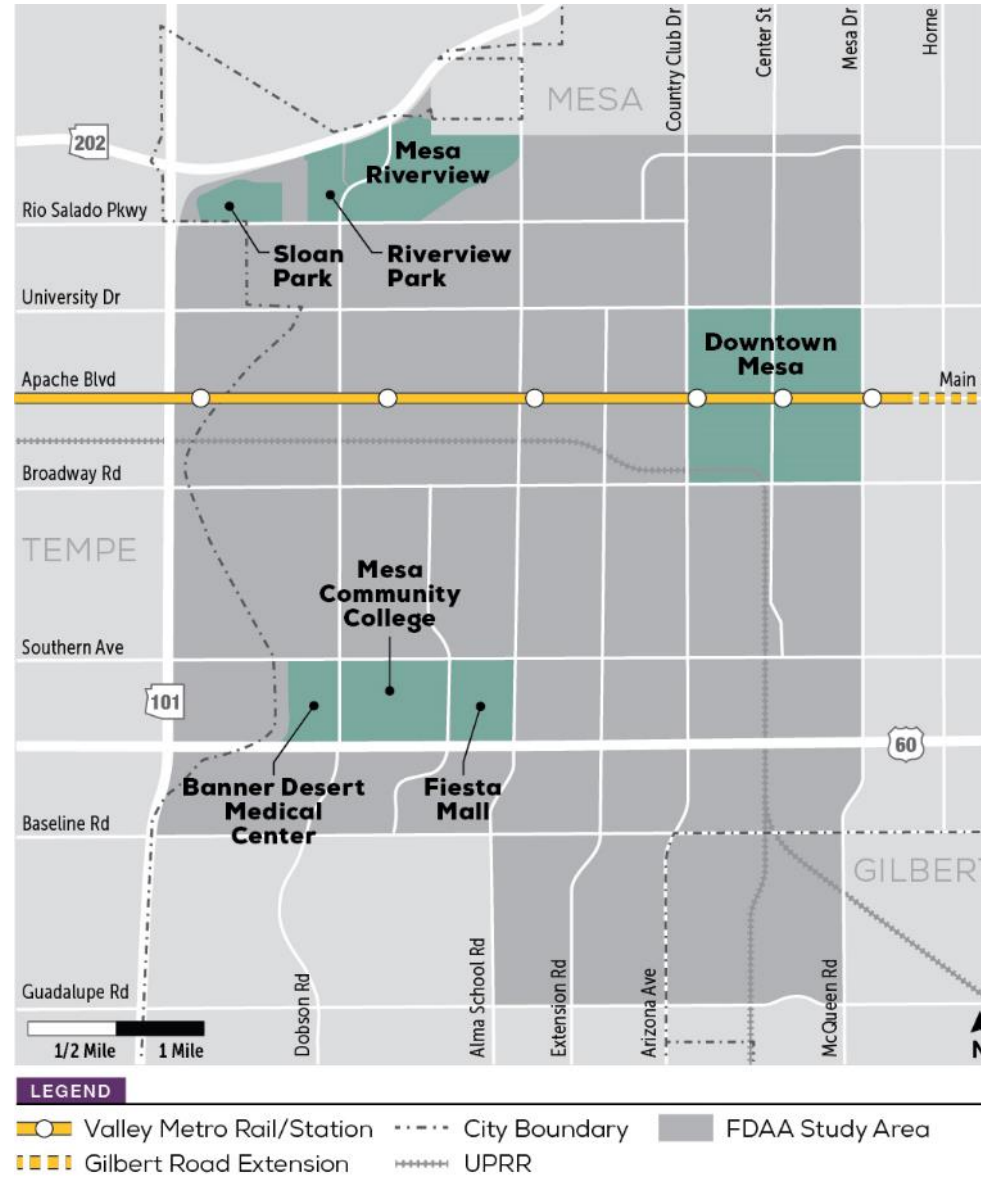 Country Club Dr
Center St
Mesa Dr
Horne
MESA
202
Mesa
Riverview
Rio Salado Pkwy
Sloan
Park
Riverview
Park
University Dr
Downtown
Mesa
Apache Blvd
Main
Broadway Rd
TEMPE
Mesa
Community
College
Southern Ave
101
60
Banner Desert
Medical
Center
Fiesta
Mall
Baseline Rd
GILBERT
Guadalupe Rd
Dobson Rd
Alma School Rd
Extension Rd
Arizona Ave
McQueen Rd
N
1/2 Mile 1 Mile
LEGEND
Valley Metro Rail/Station City Boundary FDAA Study Area
Gilbert Road Extension UPRR